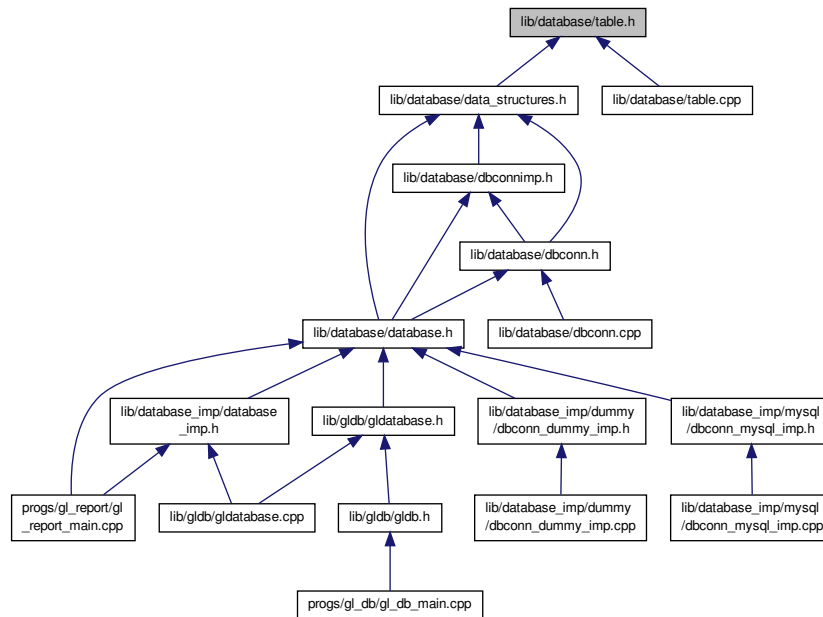 lib/database/table.h
lib/database/data_structures.h
lib/database/table.cpp
lib/database/dbconnimp.h
lib/database/dbconn.h
lib/database/database.h
lib/database/dbconn.cpp
lib/database_imp/database
_imp.h
lib/gldb/gldatabase.h
lib/database_imp/dummy
/dbconn_dummy_imp.h
lib/database_imp/mysql
/dbconn_mysql_imp.h
progs/gl_report/gl
_report_main.cpp
lib/gldb/gldatabase.cpp
lib/gldb/gldb.h
lib/database_imp/dummy
/dbconn_dummy_imp.cpp
lib/database_imp/mysql
/dbconn_mysql_imp.cpp
progs/gl_db/gl_db_main.cpp